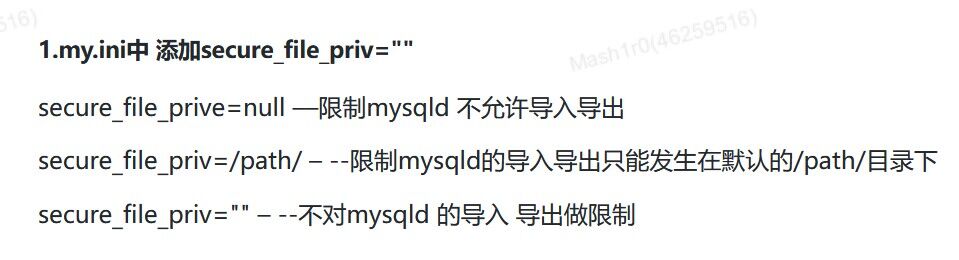 516)
Mash1r0(46259516)
1.my.ini中 添加secure_file_priv=""
secure_file_prive=null —限制mysqld 不允许导入导出
secure_file_priv=/path/ – --限制mysqld的导入导出只能发生在默认的/path/目录下
secure_file_priv="" – --不对mysqld 的导入 导出做限制